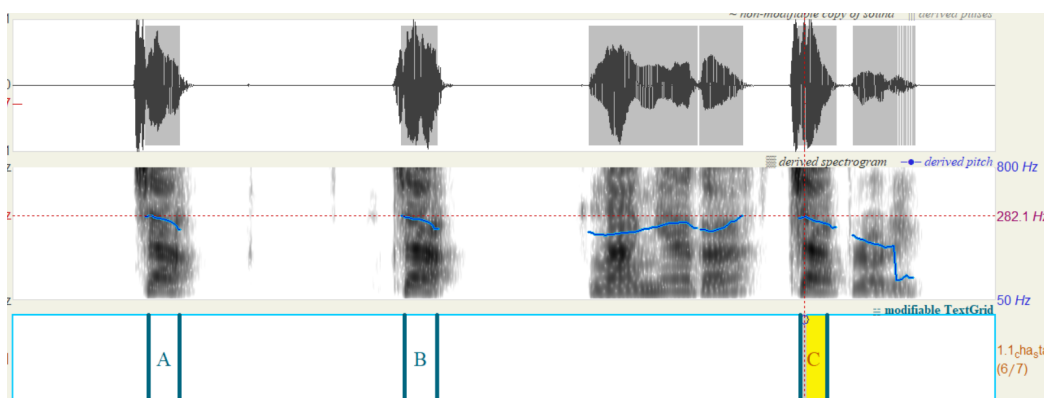 ~ non-modifiable copy of sound derived pulses
derived spectrogram derived pitch
800 Hz
282.1 Hz
50 Hz
modifiable TextGrid
A B C
(6/7)